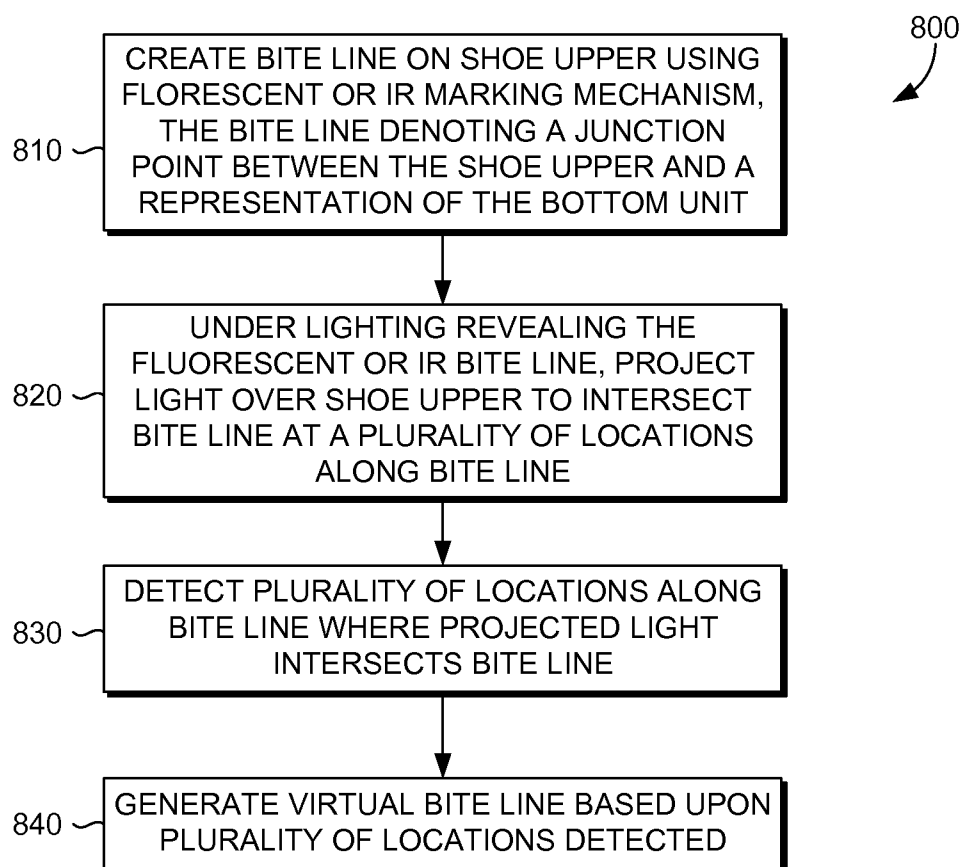 800
810
CREATE BITE LINE ON SHOE UPPER USING
FLORESCENT OR IR MARKING MECHANISM,
THE BITE LINE DENOTING A JUNCTION
POINT BETWEEN THE SHOE UPPER AND A
REPRESENTATION OF THE BOTTOM UNIT
820
UNDER LIGHTING REVEALING THE
FLUORESCENT OR IR BITE LINE, PROJECT
LIGHT OVER SHOE UPPER TO INTERSECT
BITE LINE AT A PLURALITY OF LOCATIONS
ALONG BITE LINE
830
DETECT PLURALITY OF LOCATIONS ALONG
BITE LINE WHERE PROJECTED LIGHT
INTERSECTS BITE LINE
840
GENERATE VIRTUAL BITE LINE BASED UPON
PLURALITY OF LOCATIONS DETECTED